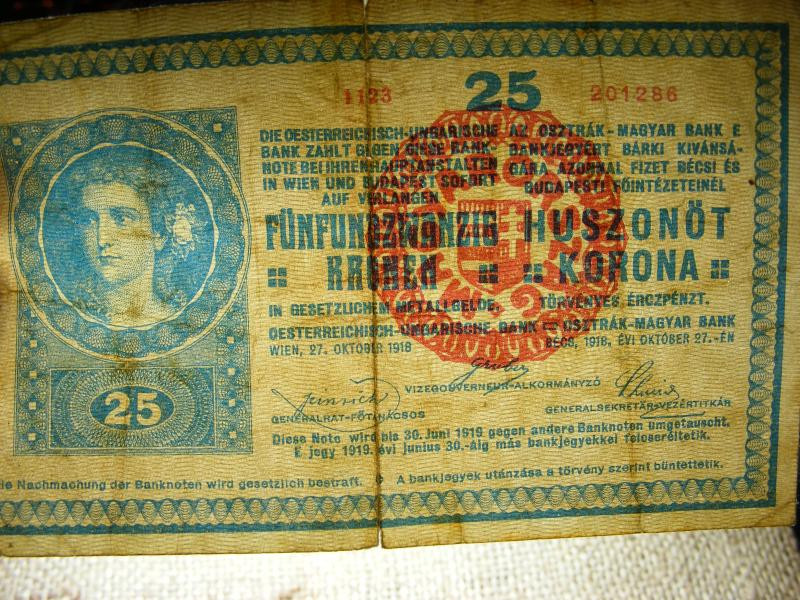 1123
25
201286
DIE OESTERREICHISCH-UNGARISCHE
BANK ZAHLT GEGEN DIESE BANK-
NOTE BEI IHREN HAUPTANSTALTEN
IN WIEN UND BUDAPEST SOFORT
AUF VERLANGEN
FÜNFUNDZWANZIG
KRONEN
IN GESETZLICHEM METALLGELDE.
AZ OSZTRÁK-MAGYAR BANK E
BANKJEGYÉRT BÁRKI KIVÁNSÁ-
GÁRA AZONNAL FIZET BÉCSI ÉS
BUDAPESTI FŐINTÉZETEINÉL
HUSZONÖT
KORONA
TÖRVÉNYES ÉRCZPÉNZT.
OESTERREICHISCH-UNGARISCHE BANK = OSZTRÁK-MAGYAR BANK
WIEN, 27. OKTOBER 1918
BÉCS, 1918. ÉVI OKTÓBER 27.-ÉN
Gruber
VIZEGOUVERNEUR-ALKORMÁNYZÓ
GENERALRAT-FŐTANÁCSOS
GENERALSEKRETÄR-VEZÉRTITKÁR
25
Diese Note wird bis 30. Juni 1919 gegen andere Banknoten umgetauscht.
E jegy 1919. évi junius 30.-áig más bankjegyekkel felcseréltetik.
ie Nachmachung der Banknoten wird gesetzlich bestraft. A bankjegyek utánzása a törvény szerint büntettetik.